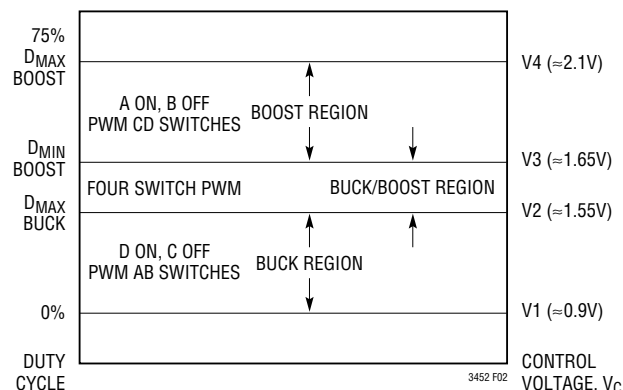 75%
DMAX
BOOST
V4 (≈2.1V)
A ON, B OFF
PWM CD SWITCHES
BOOST REGION
DMIN
BOOST
V3 (≈1.65V)
FOUR SWITCH PWM
BUCK/BOOST REGION
DMAX
BUCK
V2 (≈1.55V)
D ON, C OFF
PWM AB SWITCHES
BUCK REGION
0%
V1 (≈0.9V)
DUTY
CYCLE
3452 F02
CONTROL
VOLTAGE, VC